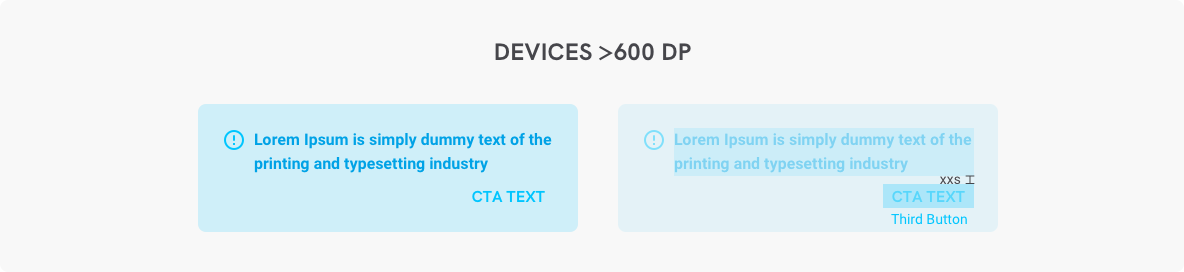 DEVICES >600 DP
Lorem Ipsum is simply dummy text of the
printing and typesetting industry
CTA TEXT
Lorem Ipsum is simply dummy text of the
printing and typesetting industry
xxs
CTA TEXT
Third Button